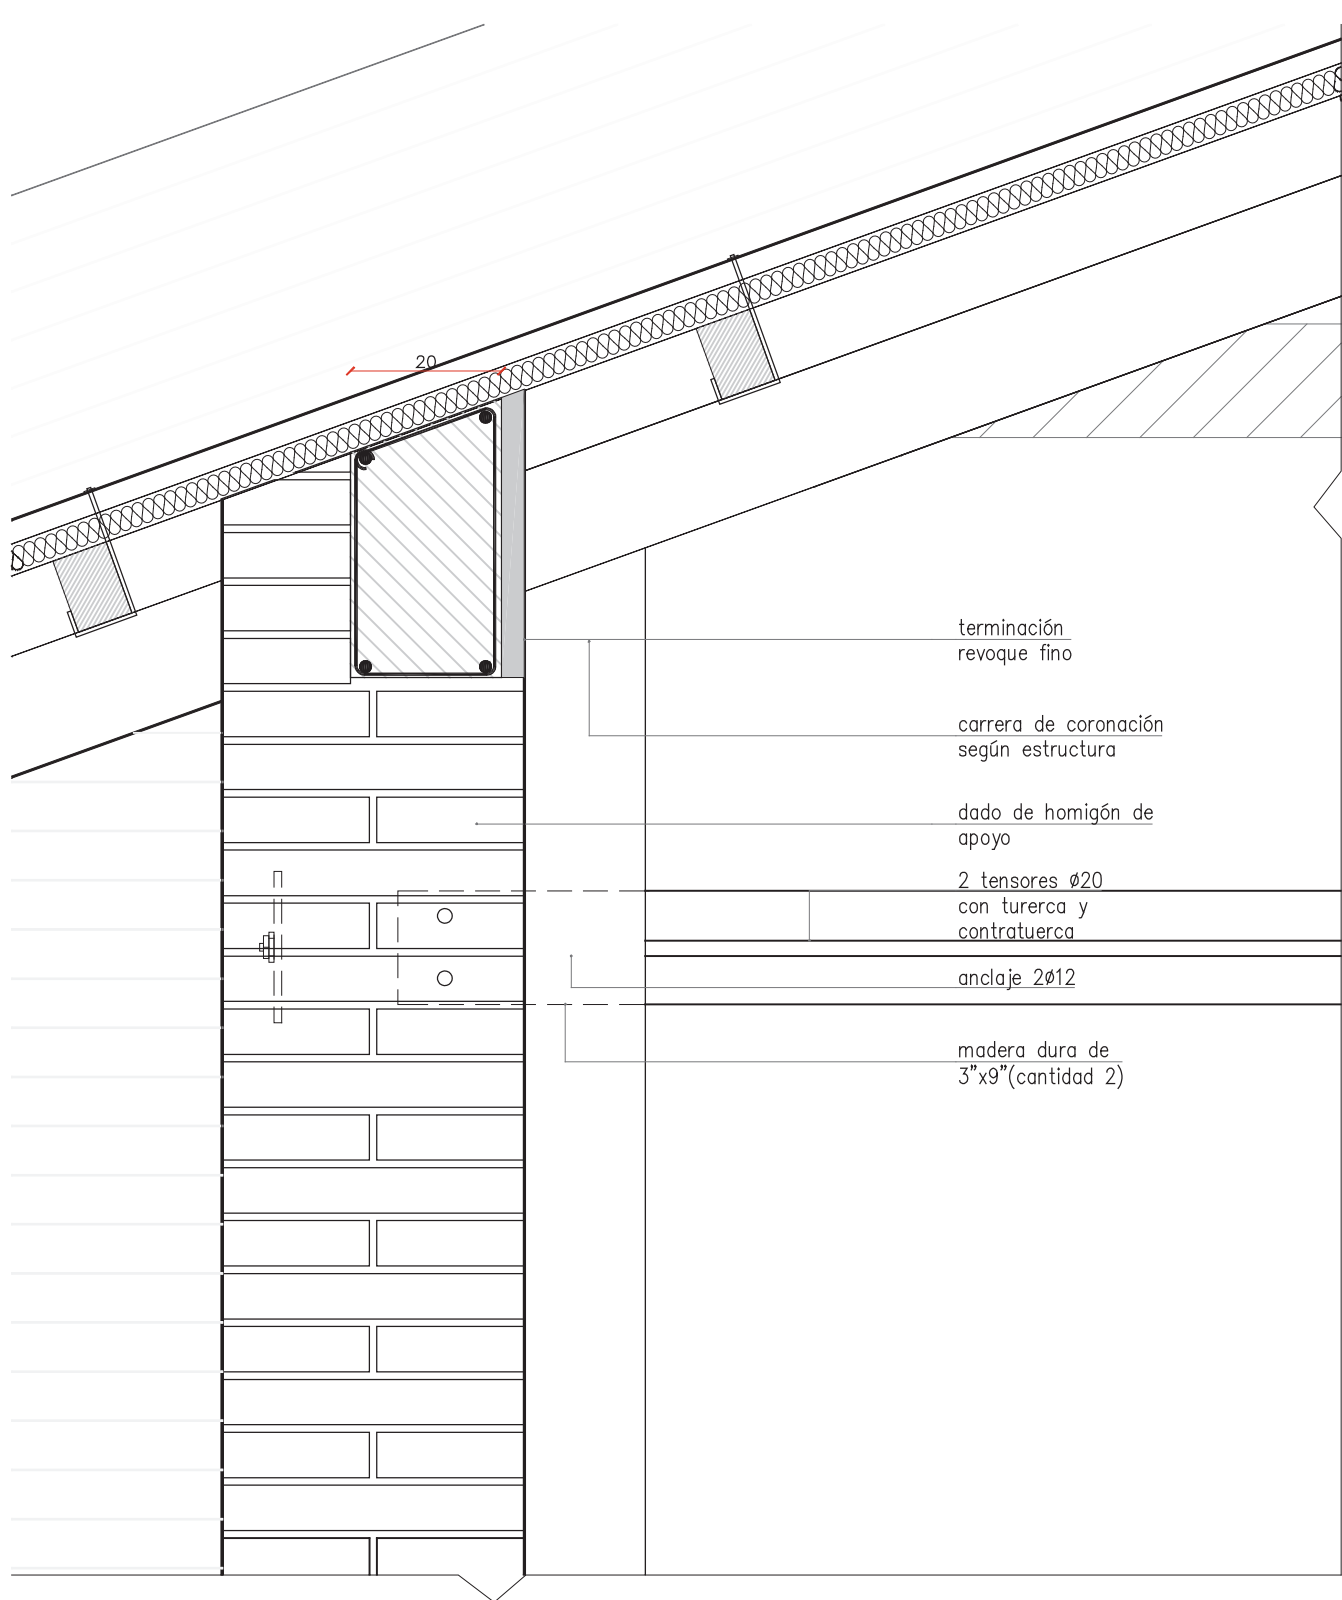 20
terminación
revoque fino
carrera de coronación
según estructura
dado de homigón de
apoyo
2 tensores ø20
con turerca y
contratuerca
anclaje 2ø12
madera dura de
3”x9”(cantidad 2)